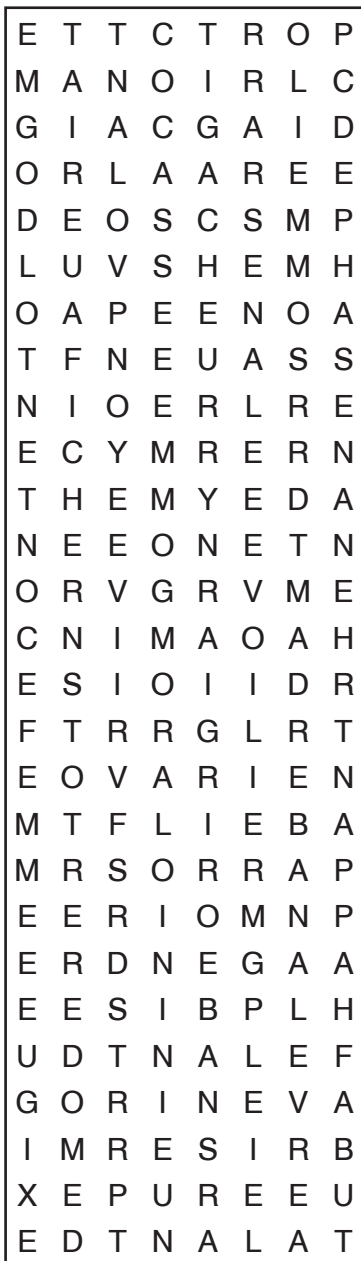 E T T C T R O P
M A N O I R L C
G I A C G A I D
O R L A A R E E
D E O S C S M P
L U V S H E M H
O A P E E N O A
T F N E U A S S
N I O E R L R E
E C Y M R E R N
T H E M Y E D A
N E E O N E T N
O R V G R V M E
C N I M A O A H
E S I O I I D R
F T R R G L R T
E O V A R I E N
M T F L I E B A
M R S O R R A P
E E R I O M N P
E R D N E G A A
E E S I B P L H
U D T N A L E F
G O R I N E V A
I M R E S I R B
X E P U R E E U
E D T N A L A T